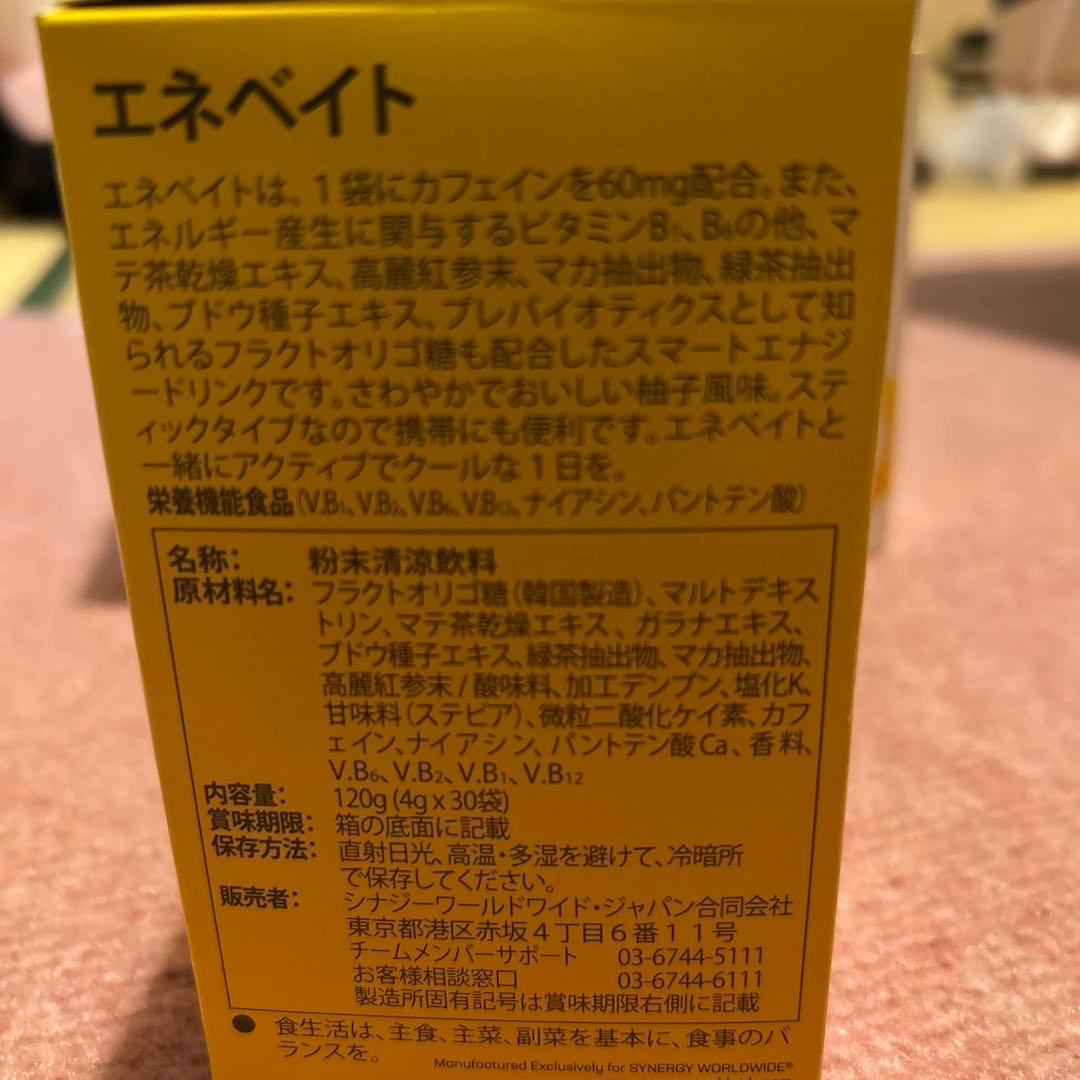 エネベイト
エネベイトは、1袋にカフェインを60mg配合。また、
エネルギー産生に関与するビタミンB₁、B₆の他、マ
テ茶乾燥エキス、高麗紅参末、マカ抽出物、緑茶抽出
物、ブドウ種子エキス、プレバイオティクスとして知
られるフラクトオリゴ糖も配合したスマートエナジ
ードリンクです。さわやかでおいしい柚子風味。ステ
ィックタイプなので携帯にも便利です。エネベイトと
一緒にアクティブでクールな1日を。
栄養機能食品(V.B₁、V.B₂、V.B₆、V.B₁₂、ナイアシン、パントテン酸)
名称: 粉末清涼飲料
原材料名: フラクトオリゴ糖(韓国製造)、マルトデキス
トリン、マテ茶乾燥エキス、ガラナエキス、
ブドウ種子エキス、緑茶抽出物、マカ抽出物、
高麗紅参末/酸味料、加工デンプン、塩化K、
甘味料(ステビア)、微粒二酸化ケイ素、カフ
ェイン、ナイアシン、パントテン酸Ca、香料、
V.B₆、V.B₂、V.B₁、V.B₁₂
内容量: 120g(4g x 30袋)
賞味期限: 箱の底面に記載
保存方法: 直射日光、高温・多湿を避けて、冷暗所
で保存してください。
販売者: シナジーワールドワイド・ジャパン合同会社
東京都港区赤坂4丁目6番11号
チームメンバーサポート 03-6744-5111
お客様相談窓口 03-6744-6111
製造所固有記号は賞味期限右側に記載
● 食生活は、主食、主菜、副菜を基本に、食事のバ
ランスを。
Manufactured Exclusively for SYNERGY WORLDWIDE®